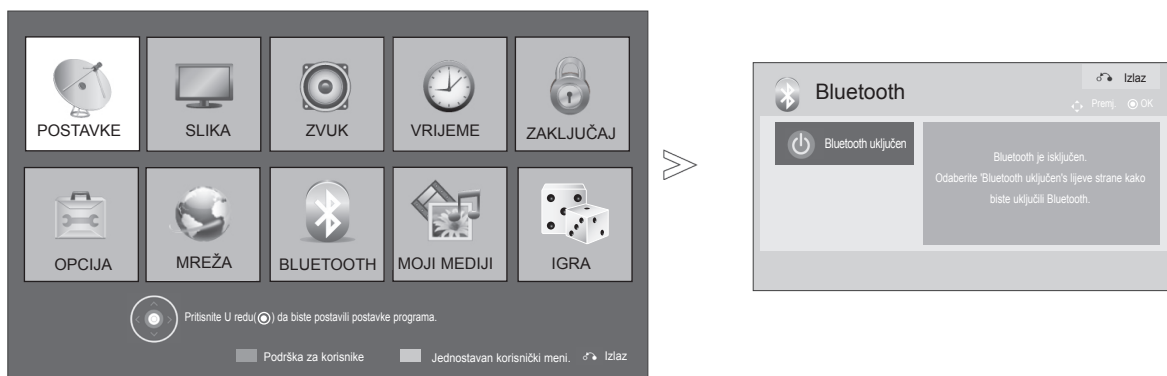 POSTAVKE
SLIKA
ZVUK
VRIJEME
ZAKLJUČAJ
OPCIJA
MREŽA
BLUETOOTH
MOJI MEDIJI
IGRA
Pritisnite U redu(◉) da biste postavili postavke programa.
Podrška za korisnike
Jednostavan korisnički meni.
Izlaz
Bluetooth
Izlaz
Premj.
OK
Bluetooth uključen
Bluetooth je isključen.
Odaberite 'Bluetooth uključen's lijeve strane kako
biste uključili Bluetooth.